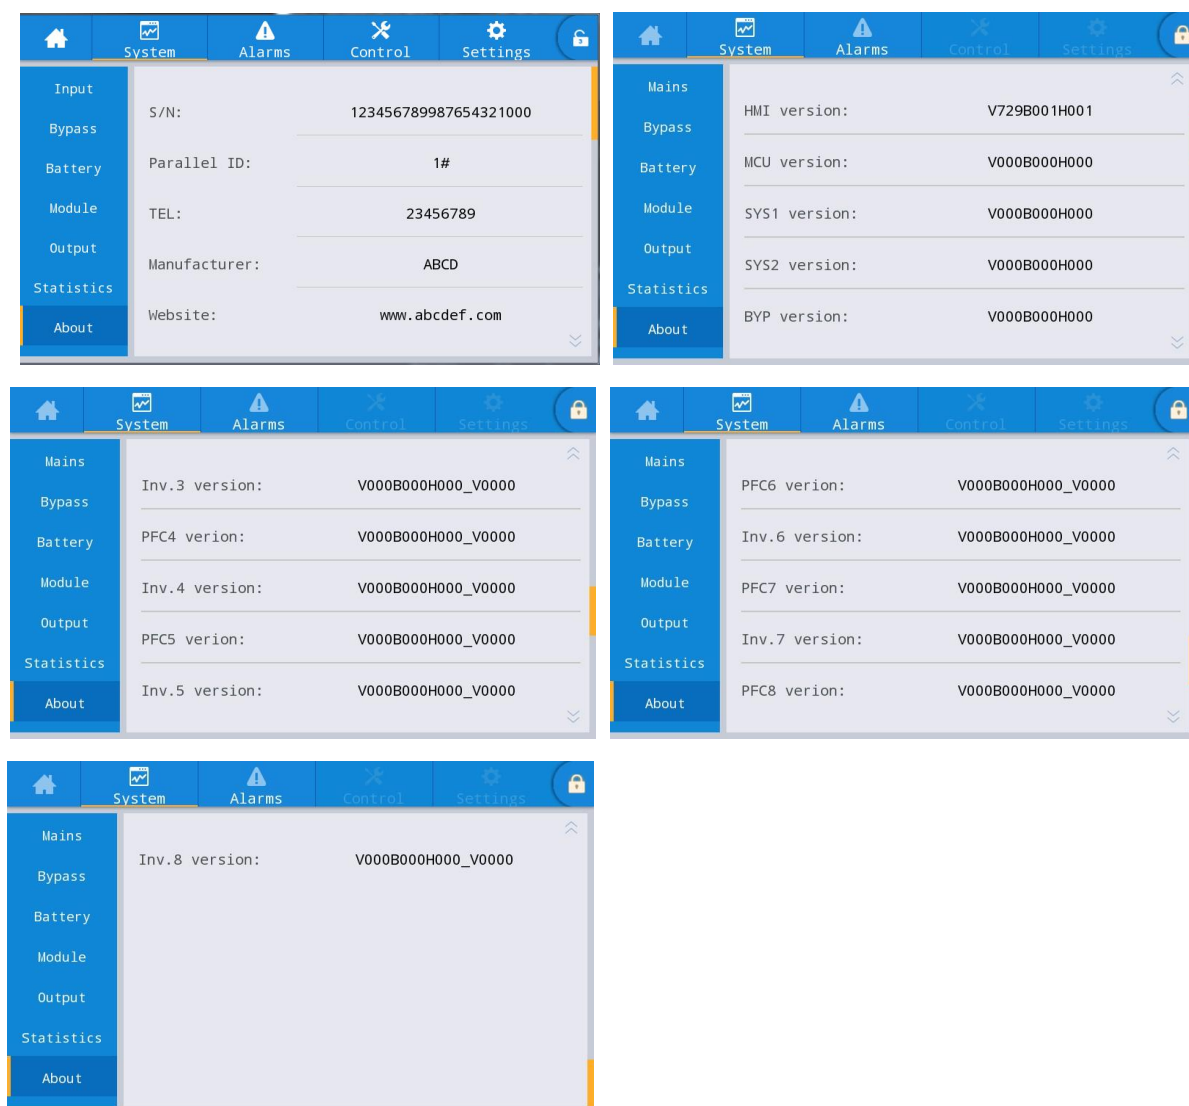 System Alarms Control Settings
Input
Bypass
Battery
Module
Output
Statistics
About
S/N: 123456789987654321000
Parallel ID: 1#
TEL: 23456789
Manufacturer: ABCD
Website: www.abcdef.com
System Alarms Control Settings
Mains
Bypass
Battery
Module
Output
Statistics
About
HMI version: V729B001H001
MCU version: V000B000H000
SYS1 version: V000B000H000
SYS2 version: V000B000H000
BYP version: V000B000H000
System Alarms Control Settings
Mains
Bypass
Battery
Module
Output
Statistics
About
Inv.3 version: V000B000H000_V0000
PFC4 verion: V000B000H000_V0000
Inv.4 version: V000B000H000_V0000
PFC5 verion: V000B000H000_V0000
Inv.5 version: V000B000H000_V0000
System Alarms Control Settings
Mains
Bypass
Battery
Module
Output
Statistics
About
PFC6 verion: V000B000H000_V0000
Inv.6 version: V000B000H000_V0000
PFC7 verion: V000B000H000_V0000
Inv.7 version: V000B000H000_V0000
PFC8 verion: V000B000H000_V0000
System Alarms Control Settings
Mains
Bypass
Battery
Module
Output
Statistics
About
Inv.8 version: V000B000H000_V0000